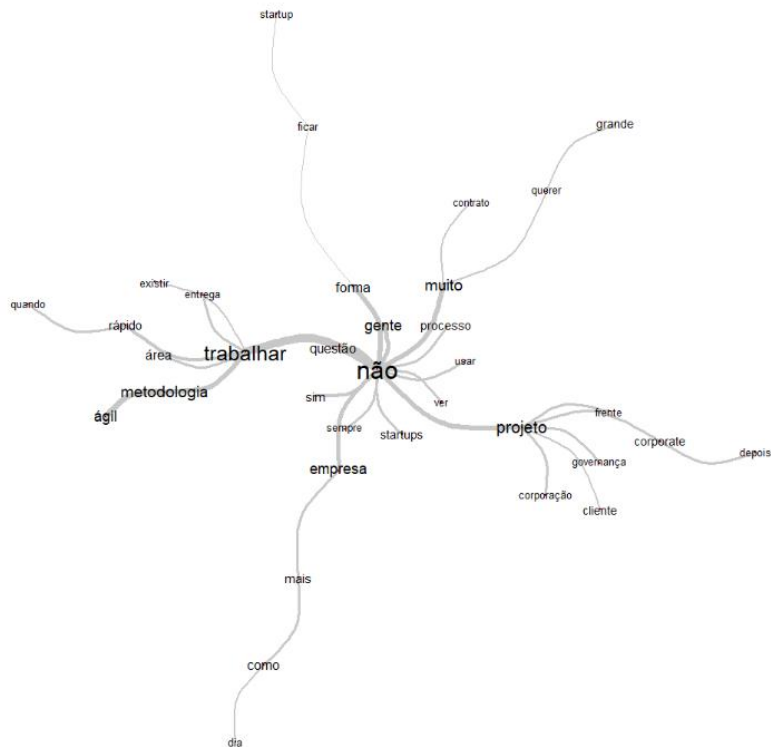 startup
grande
ficar
querer
contrato
existir
forma
muito
entrega
quando
rápido
gente
processo
área
trabalhar
questão
não
usar
metodologia
sim
ver
ágil
sempre
startups
projeto
frente
corporate
depois
empresa
governança
corporação
cliente
mais
como
dia